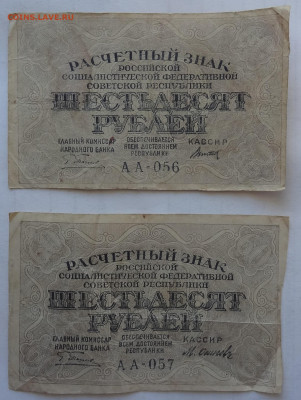 COINS.LAVE.RU
РАСЧЕТНЫЙ ЗНАК
РОССИЙСКОЙ
СОЦИАЛИСТИЧЕСКОЙ ФЕДЕРАТИВНОЙ
СОВЕТСКОЙ РЕСПУБЛИКИ
ШЕСТЬДЕСЯТ
РУБЛЕЙ
ГЛАВНЫЙ КОМИССАР
НАРОДНОГО БАНКА
ОБЕСПЕЧИВАЕТСЯ
ВСЕМ ДОСТОЯНИЕМ
РЕСПУБЛИКИ
КАССИР
АА-056
РАСЧЕТНЫЙ ЗНАК
РОССИЙСКОЙ
СОЦИАЛИСТИЧЕСКОЙ ФЕДЕРАТИВНОЙ
СОВЕТСКОЙ РЕСПУБЛИКИ
ШЕСТЬДЕСЯТ
РУБЛЕЙ
ГЛАВНЫЙ КОМИССАР
НАРОДНОГО БАНКА
ОБЕСПЕЧИВАЕТСЯ
ВСЕМ ДОСТОЯНИЕМ
РЕСПУБЛИКИ
КАССИР
АА-057